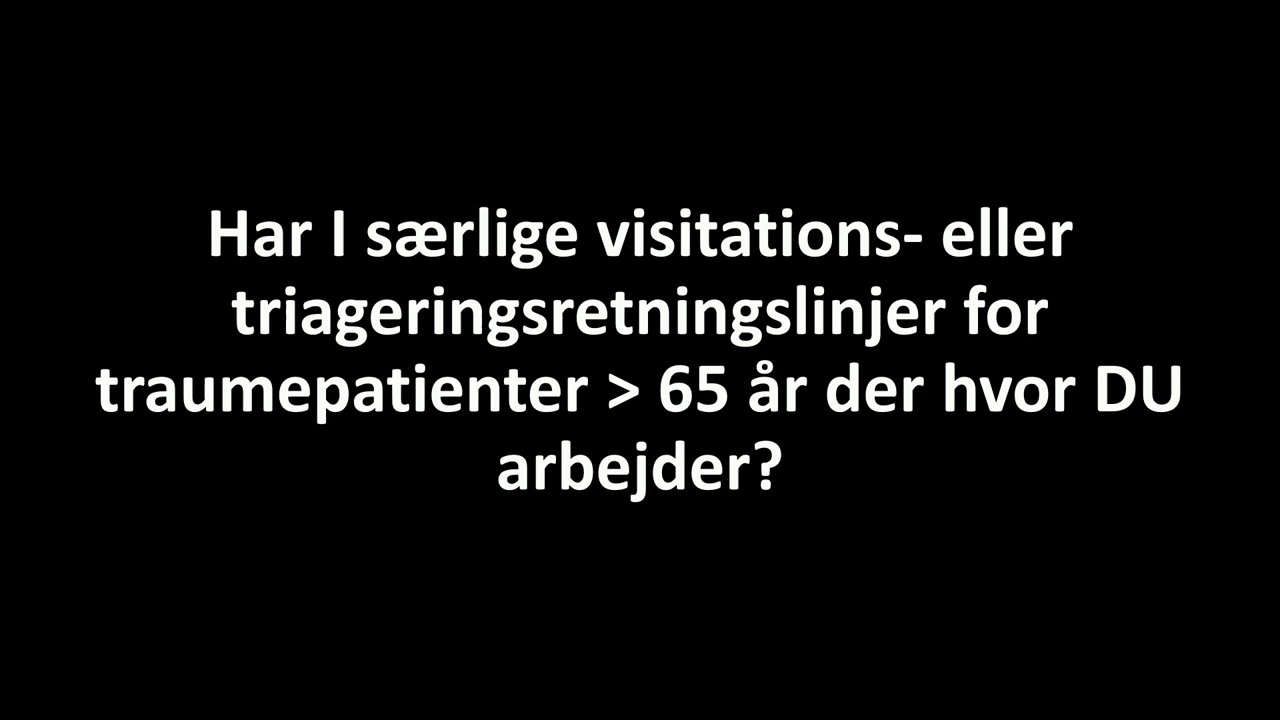 Har I særlige visitations- eller
triageringsretningslinjer for
traumepatienter > 65 år der hvor DU
arbejder?